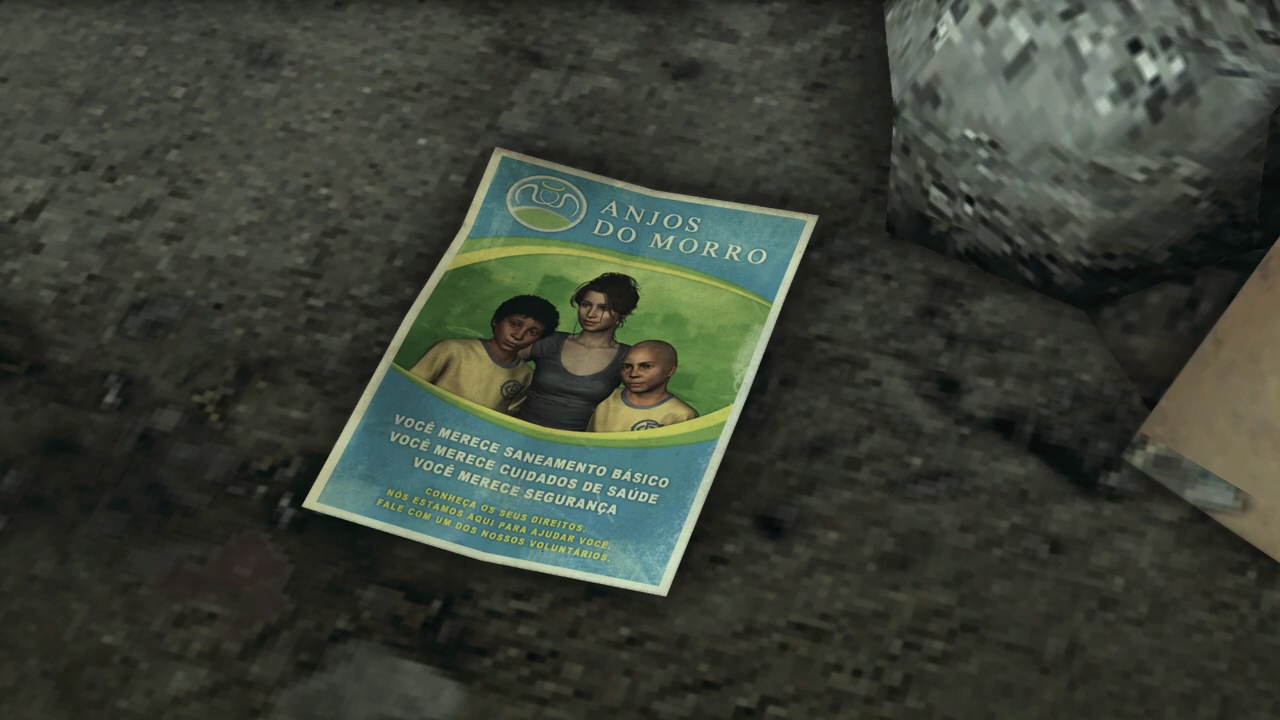 ANJOS
DO MORRO
VOCÊ MERECE SANEAMENTO BÁSICO
VOCÊ MERECE CUIDADOS DE SAÚDE
VOCÊ MERECE SEGURANÇA
CONHEÇA OS SEUS DIREITOS.
NÓS ESTAMOS AQUI PARA AJUDAR VOCÊ.
FALE COM UM DOS NOSSOS VOLUNTÁRIOS.